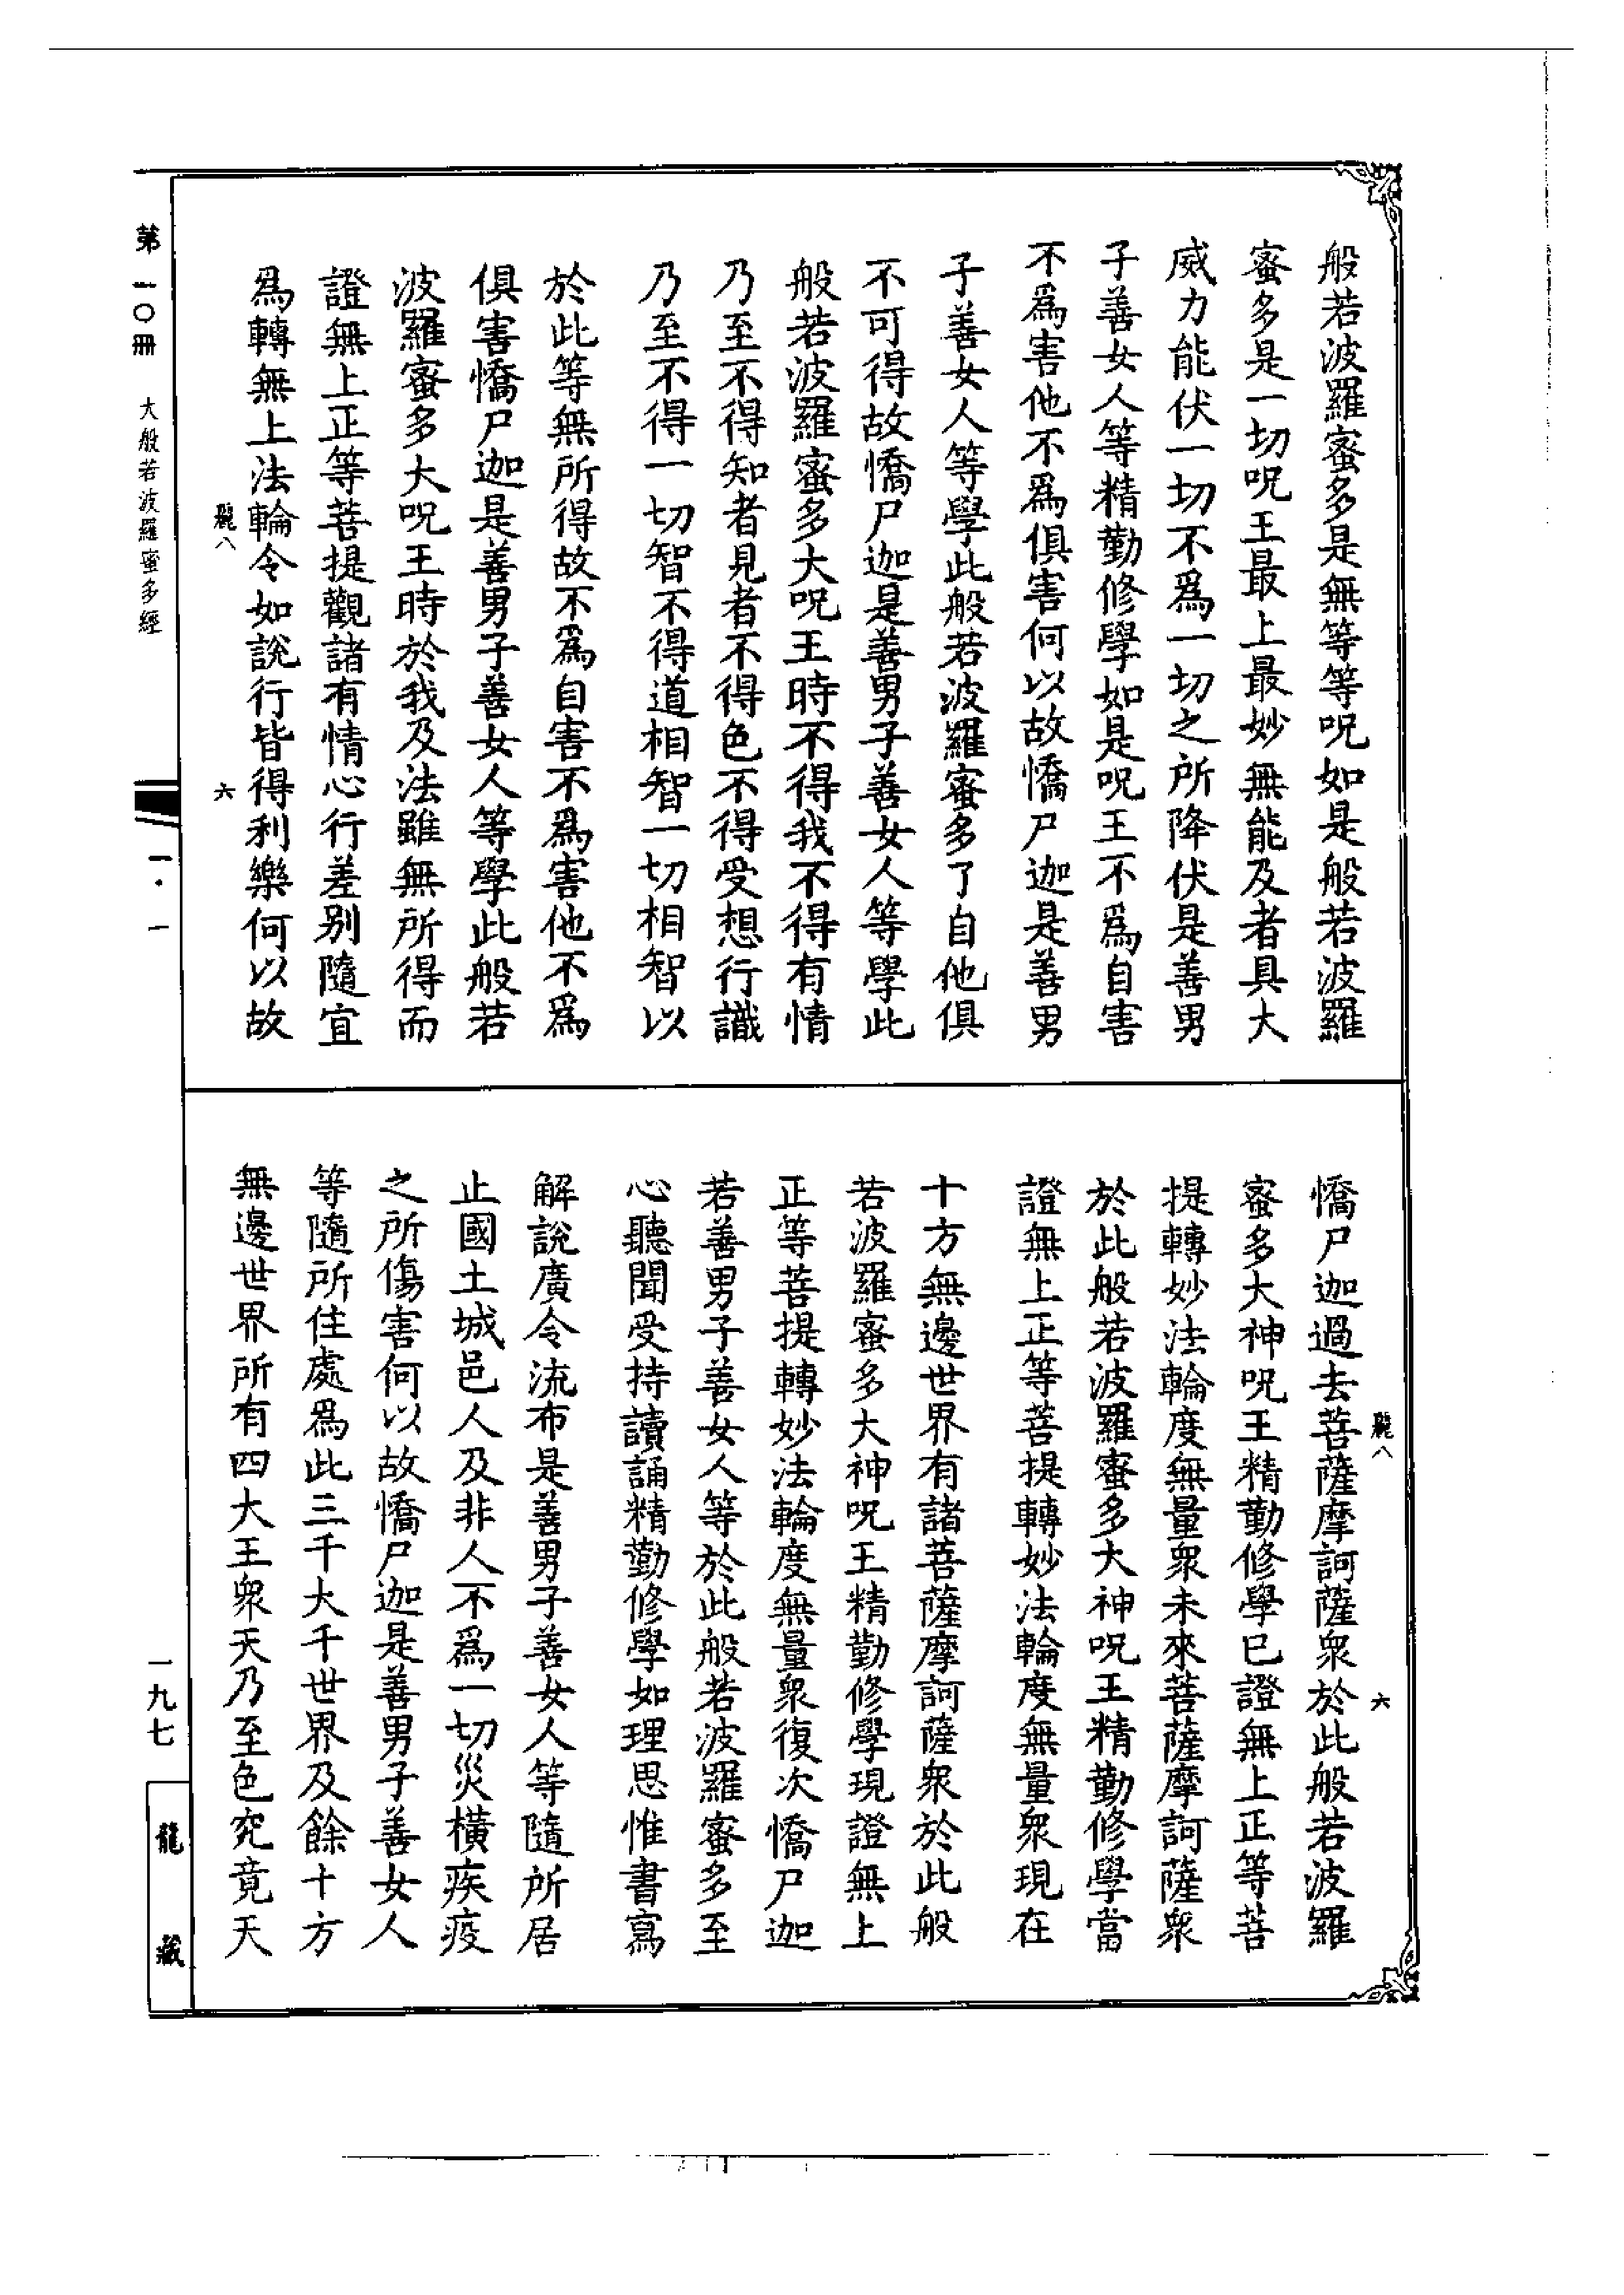 般若波羅蜜多是無等等呪如是般若波羅
蜜多是一切呪王最上最妙無能及者具大
威力能伏一切不爲一切之所降伏是善男
子善女人等精勤修學如是呪王不爲自害
不爲害他不爲俱害何以故憍尸迦是善男
子善女人等學此般若波羅蜜多了自他俱
不可得故憍尸迦是善男子善女人等學此
般若波羅蜜多大呪王時不得我不得有情
乃至不得知者見者不得色不得受想行識
乃至不得一切智不得道相智一切相智以
於此等無所得故不爲自害不爲害他不爲
俱害憍尸迦是善男子善女人等學此般若
波羅蜜多大呪王時於我及法雖無所得而
證無上正等菩提觀諸有情心行差別隨宜
爲轉無上法輪令如說行皆得利樂何以故
麗八 六
麗八 六
憍尸迦過去菩薩摩訶薩衆於此般若波羅
蜜多大神呪王精勤修學已證無上正等菩
提轉妙法輪度無量衆未來菩薩摩訶薩衆
於此般若波羅蜜多大神呪王精勤修學當
證無上正等菩提轉妙法輪度無量衆現在
十方無邊世界有諸菩薩摩訶薩衆於此般
若波羅蜜多大神呪王精勤修學現證無上
正等菩提轉妙法輪度無量衆復次憍尸迦
若善男子善女人等於此般若波羅蜜多至
心聽聞受持讀誦精勤修學如理思惟書寫
解說廣令流布是善男子善女人等隨所居
止國土城邑人及非人不爲一切災橫疾疫
之所傷害何以故憍尸迦是善男子善女人
等隨所住處爲此三千大千世界及餘十方
無邊世界所有四大王衆天乃至色究竟天
第一〇冊 大般若波羅蜜多經 一·一
一九七
龍藏